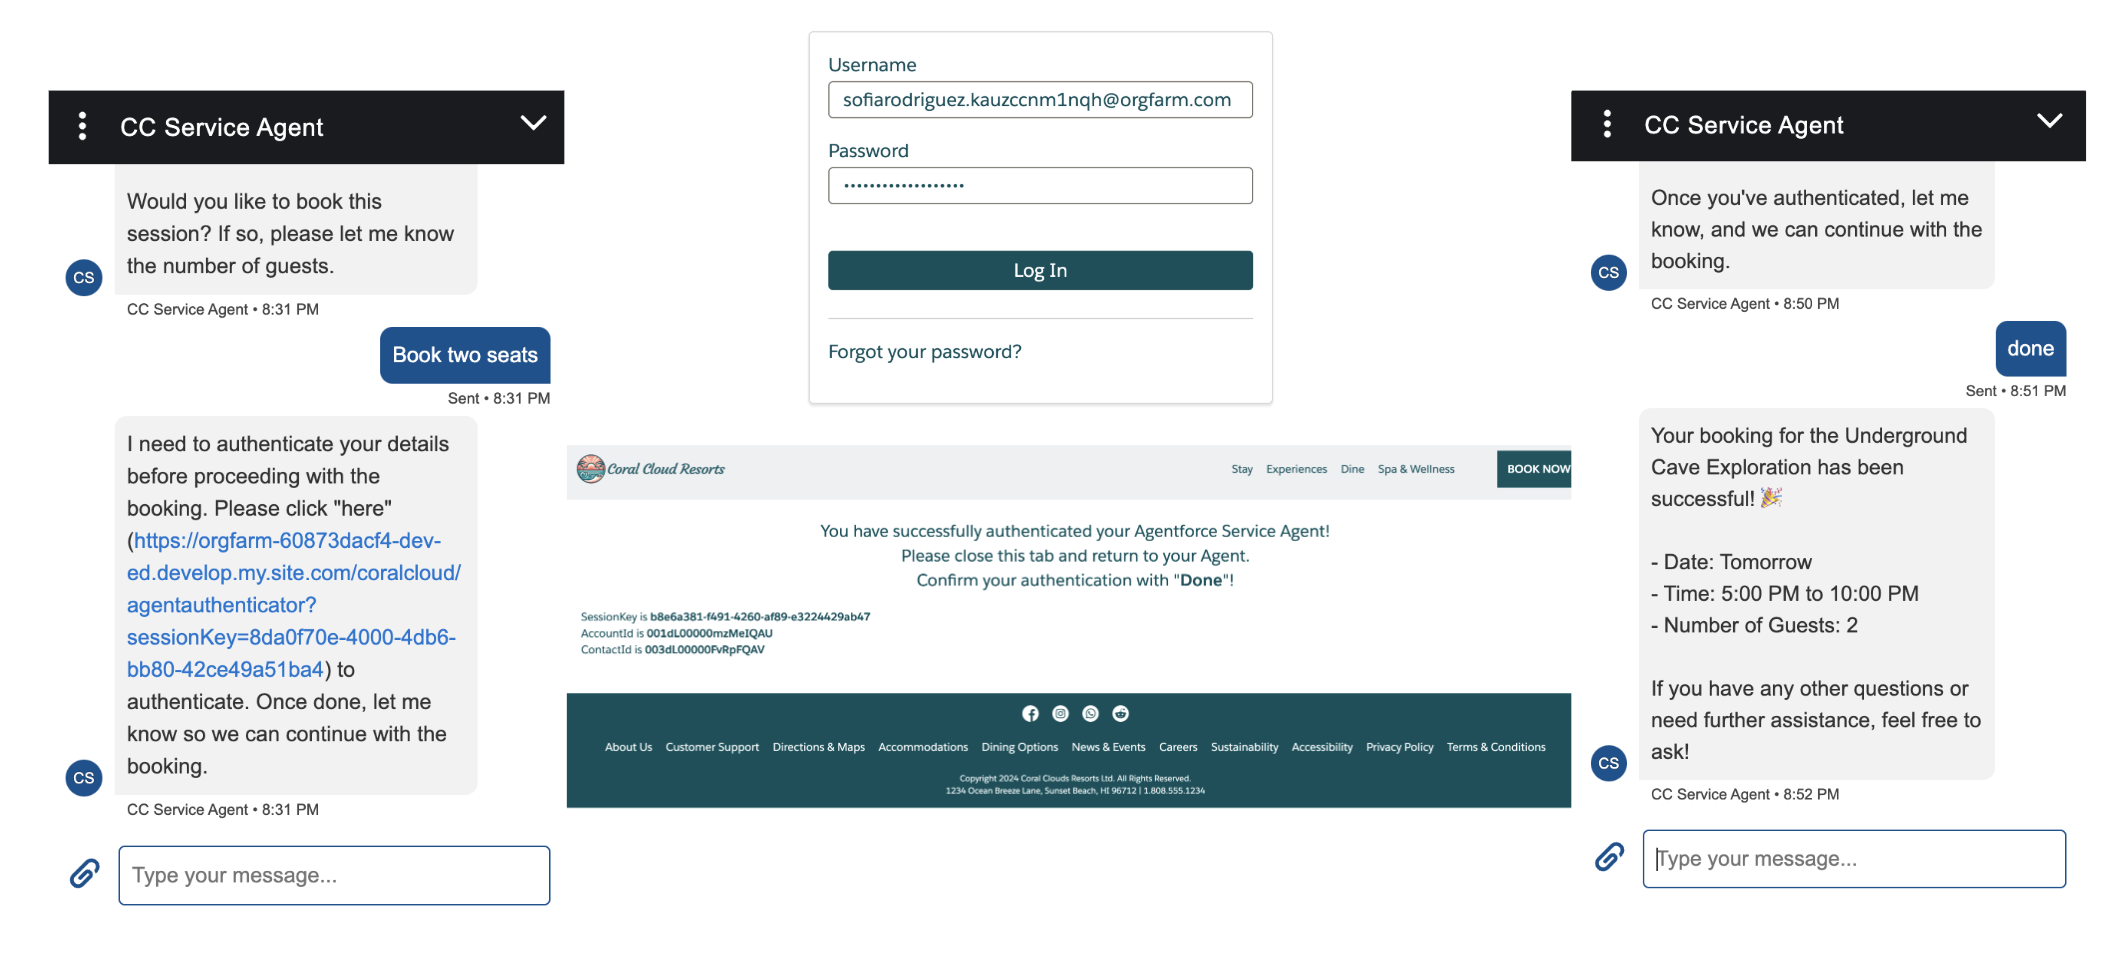 CC Service Agent
Would you like to book this
session? If so, please let me know
the number of guests.
CS
CC Service Agent • 8:31 PM
Book two seats
Sent • 8:31 PM
I need to authenticate your details
before proceeding with the
booking. Please click "here"
(https://orgfarm-60873dacf4-dev-
ed.develop.my.site.com/coralcloud/
agentauthenticator?
sessionKey=8da0f70e-4000-4db6-
bb80-42ce49a51ba4) to
authenticate. Once done, let me
know so we can continue with the
booking.
CS
CC Service Agent • 8:31 PM
Type your message...
Username
sofiarodriguez.kauzccnm1nqh@orgfarm.com
Password
•••••••••••••••••••
Log In
Forgot your password?
Coral Cloud Resorts
Stay Experiences Dine Spa & Wellness BOOK NOW
You have successfully authenticated your Agentforce Service Agent!
Please close this tab and return to your Agent.
Confirm your authentication with "Done"!
SessionKey is b8e6a381-f491-4260-af89-e3224429ab47
AccountId is 001dL00000mzMeIQAU
ContactId is 003dL00000FvRpFQAV
About Us Customer Support Directions & Maps Accommodations Dining Options News & Events Careers Sustainability Accessibility Privacy Policy Terms & Conditions
Copyright 2024 Coral Clouds Resorts Ltd. All Rights Reserved.
1234 Ocean Breeze Lane, Sunset Beach, HI 96712 | 1.808.555.1234
CC Service Agent
Once you've authenticated, let me
know, and we can continue with the
booking.
CS
CC Service Agent • 8:50 PM
done
Sent • 8:51 PM
Your booking for the Underground
Cave Exploration has been
successful! 🎉
- Date: Tomorrow
- Time: 5:00 PM to 10:00 PM
- Number of Guests: 2
If you have any other questions or
need further assistance, feel free to
ask!
CS
CC Service Agent • 8:52 PM
Type your message...